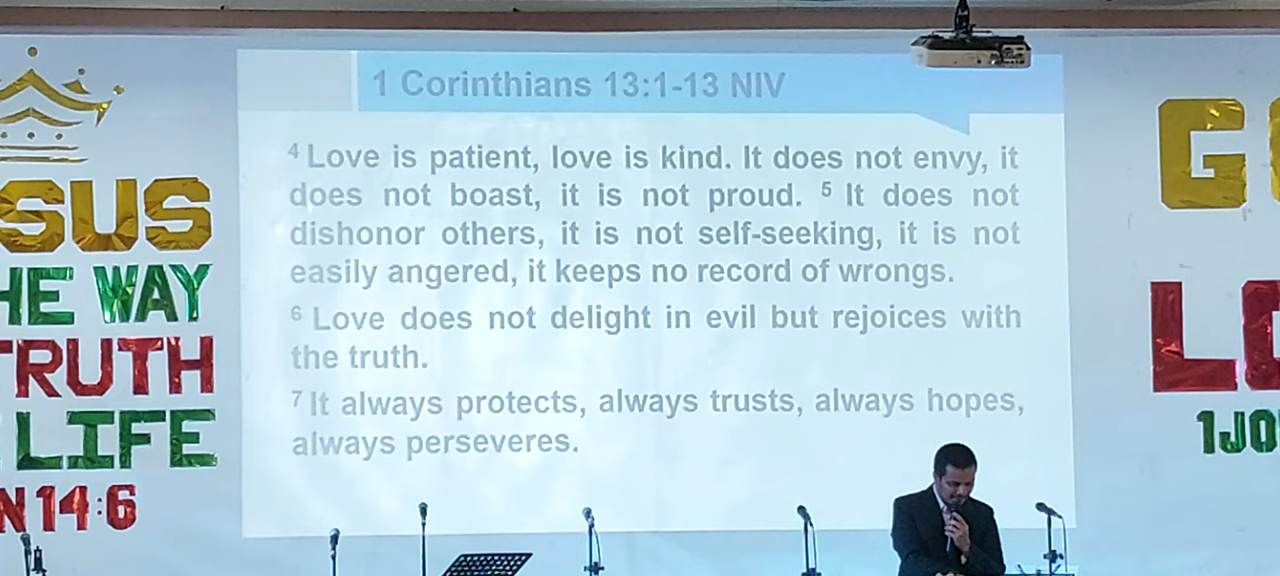 SUS
HE WAY
TRUTH
LIFE
N 14:6
1 Corinthians 13:1-13 NIV
4 Love is patient, love is kind. It does not envy, it
does not boast, it is not proud. 5 It does not
dishonor others, it is not self-seeking, it is not
easily angered, it keeps no record of wrongs.
6 Love does not delight in evil but rejoices with
the truth.
7 It always protects, always trusts, always hopes,
always perseveres.
G
LO
1JO